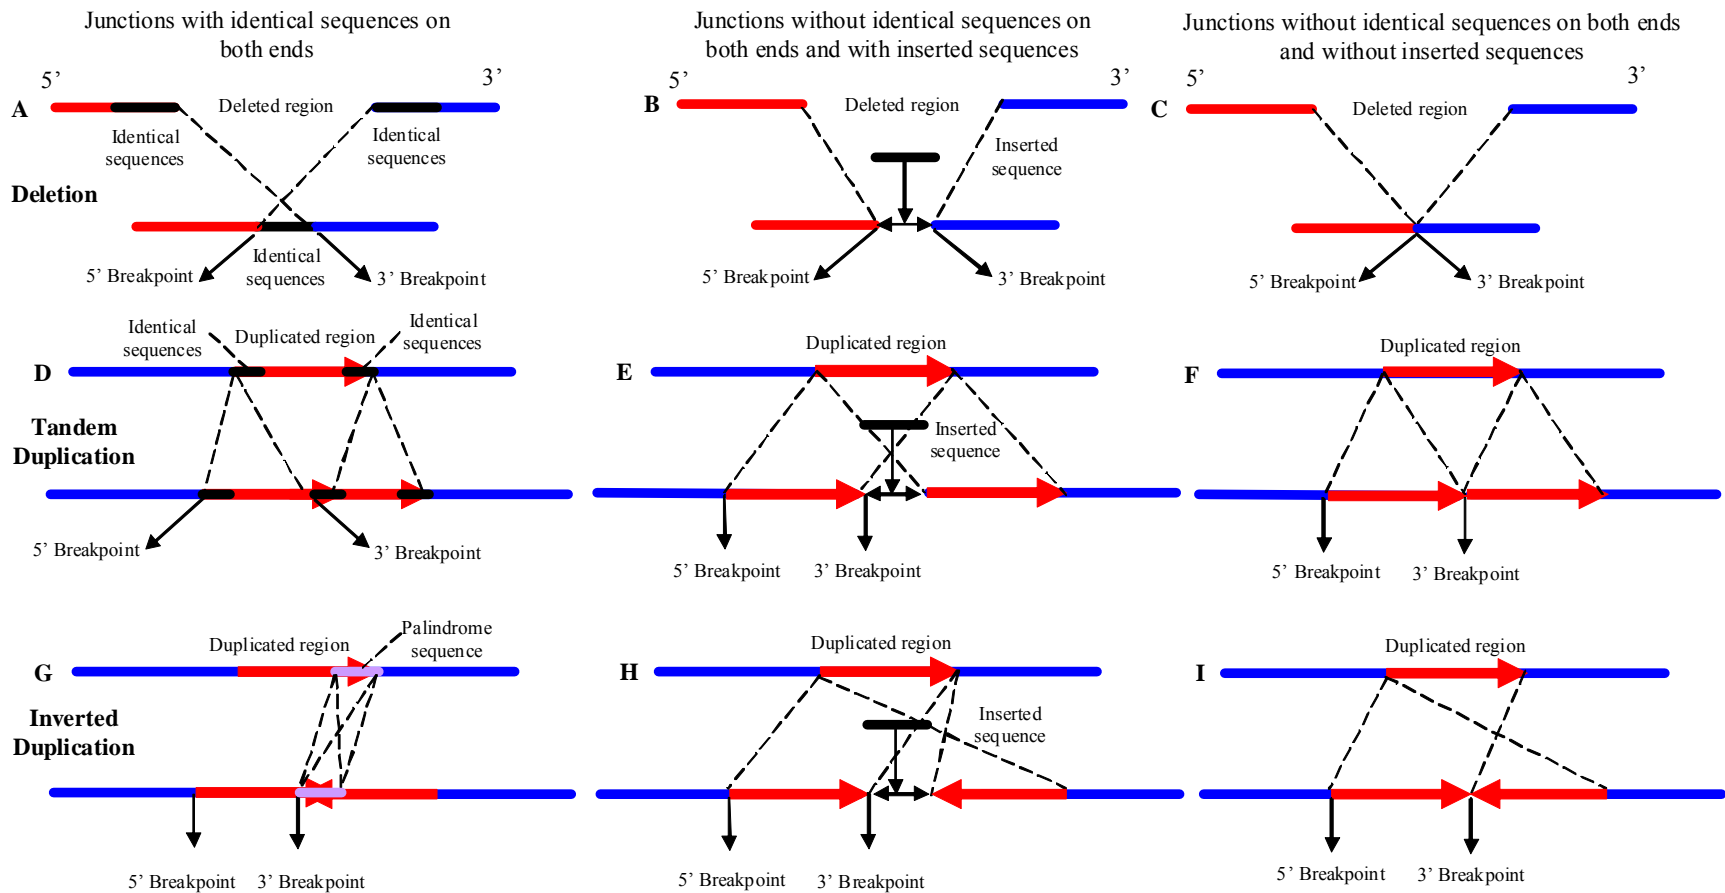 Junctions with identical sequences on
both ends
Junctions without identical sequences on
both ends and with inserted sequences
Junctions without identical sequences on both ends
and without inserted sequences
5’
3’
5’
3’
5’
3’
A
Deleted region
Identical
sequences
Identical
sequences
Deletion
Identical
sequences
5’ Breakpoint
3’ Breakpoint
B
Deleted region
Inserted
sequence
5’ Breakpoint
3’ Breakpoint
C
Deleted region
5’ Breakpoint
3’ Breakpoint
D
Identical
sequences
Duplicated region
Identical
sequences
Tandem
Duplication
5’ Breakpoint
3’ Breakpoint
E
Duplicated region
Inserted
sequence
5’ Breakpoint
3’ Breakpoint
F
Duplicated region
5’ Breakpoint
3’ Breakpoint
G
Duplicated region
Palindrome
sequence
Inverted
Duplication
5’ Breakpoint
3’ Breakpoint
H
Duplicated region
Inserted
sequence
5’ Breakpoint
3’ Breakpoint
I
Duplicated region
5’ Breakpoint
3’ Breakpoint